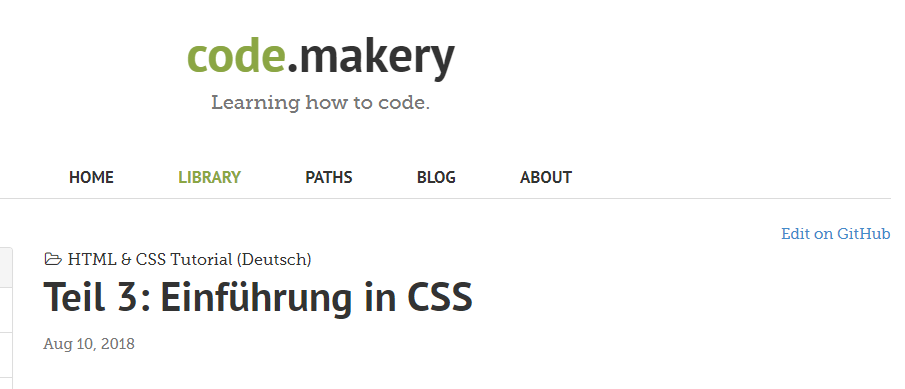 code.makery
Learning how to code.
HOME LIBRARY PATHS BLOG ABOUT
Edit on GitHub
HTML & CSS Tutorial (Deutsch)
Teil 3: Einführung in CSS
Aug 10, 2018